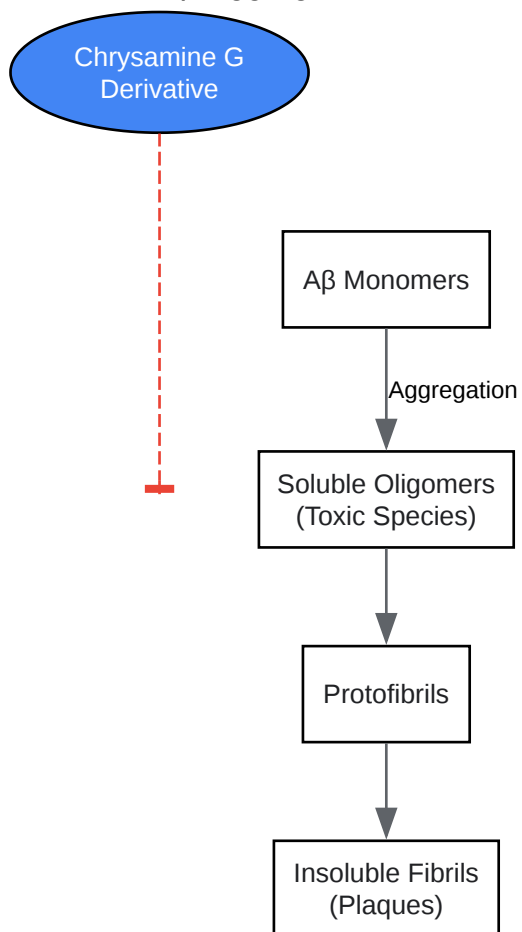 Chrysamine G
Derivative
Aβ Monomers
Aggregation
Soluble Oligomers
(Toxic Species)
Protofibrils
Insoluble Fibrils
(Plaques)